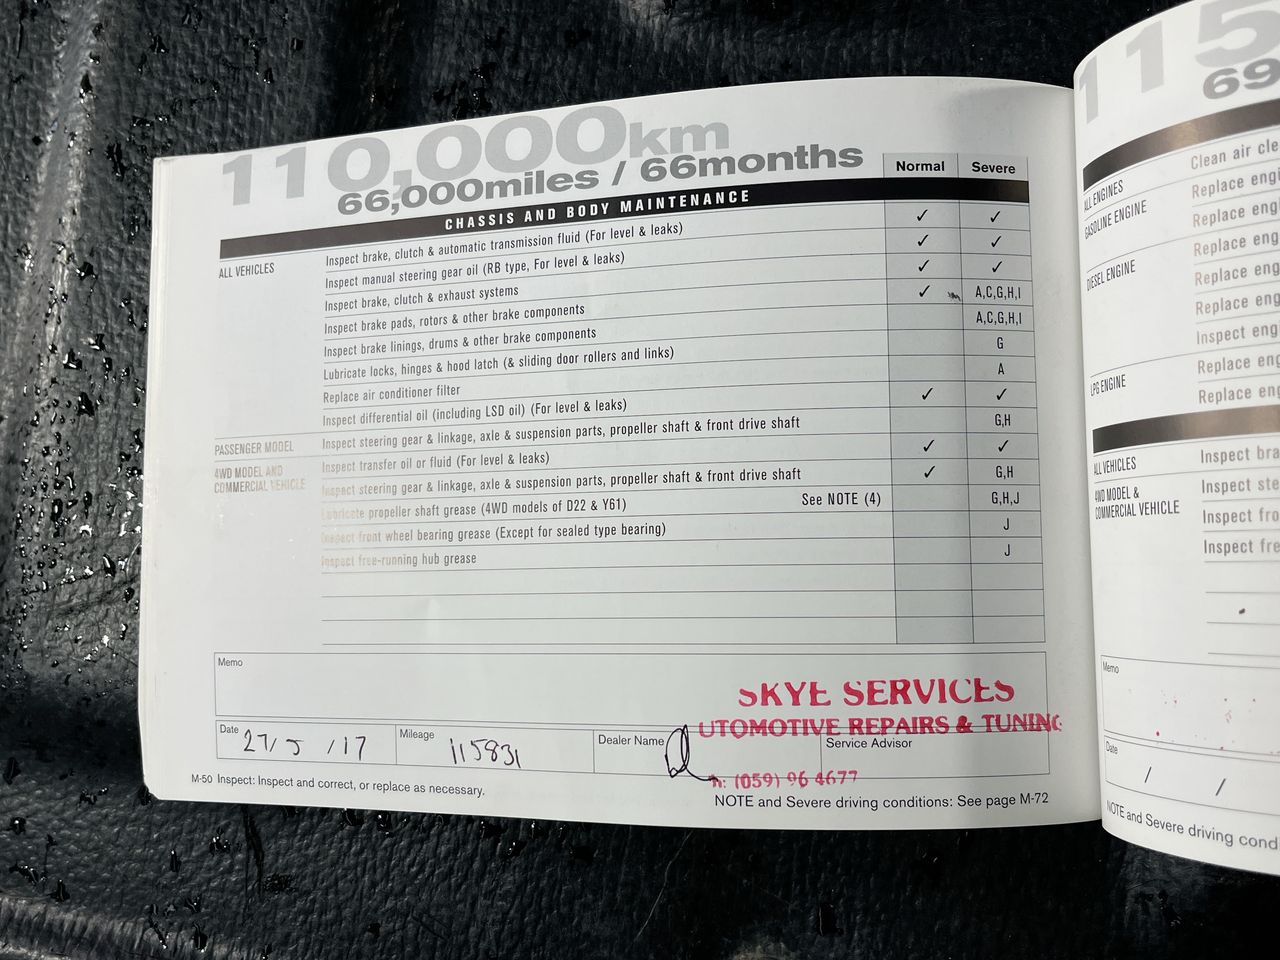 110,000km
66,000miles / 66months
Normal Severe
CHASSIS AND BODY MAINTENANCE
ALL VEHICLES Inspect brake, clutch & automatic transmission fluid (For level & leaks) ✓ ✓
Inspect manual steering gear oil (RB type, For level & leaks) ✓ ✓
Inspect brake, clutch & exhaust systems ✓ ✓
Inspect brake pads, rotors & other brake components ✓ A,C,G,H,I
Inspect brake linings, drums & other brake components A,C,G,H,I
Lubricate locks, hinges & hood latch (& sliding door rollers and links) G
Replace air conditioner filter A
Inspect differential oil (including LSD oil) (For level & leaks) ✓ ✓
PASSENGER MODEL Inspect steering gear & linkage, axle & suspension parts, propeller shaft & front drive shaft G,H
4WD MODEL AND COMMERCIAL VEHICLE Inspect transfer oil or fluid (For level & leaks) ✓ ✓
Inspect steering gear & linkage, axle & suspension parts, propeller shaft & front drive shaft ✓ G,H
Lubricate propeller shaft grease (4WD models of D22 & Y61) See NOTE (4) G,H,J
Inspect front wheel bearing grease (Except for sealed type bearing) J
Inspect free-running hub grease J
Memo
SKYE SERVICES
UTOMOTIVE REPAIRS & TUNING
Date 27/5/17 Mileage 115831 Dealer Name Service Advisor
h: (059) 96 4677
M-50 Inspect: Inspect and correct, or replace as necessary.
NOTE and Severe driving conditions: See page M-72
115
69
ALL ENGINES Clean air cle
GASOLINE ENGINE Replace engi
Replace eng
DIESEL ENGINE Replace eng
Replace eng
Replace eng
Inspect eng
LPG ENGINE Replace eng
Replace eng
ALL VEHICLES Inspect bra
4WD MODEL & Inspect ste
COMMERCIAL VEHICLE Inspect fro
Inspect fre
Memo
Date / /
NOTE and Severe driving condi